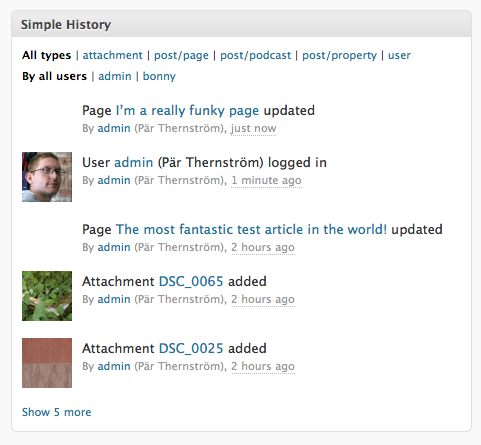 Simple History
All types | attachment | post/page | post/podcast | post/property | user
By all users | admin | bonny
Page I'm a really funky page updated
By admin (Pär Thernström), just now
User admin (Pär Thernström) logged in
By admin (Pär Thernström), 1 minute ago
Page The most fantastic test article in the world! updated
By admin (Pär Thernström), 2 hours ago
Attachment DSC_0065 added
By admin (Pär Thernström), 2 hours ago
Attachment DSC_0025 added
By admin (Pär Thernström), 2 hours ago
Show 5 more